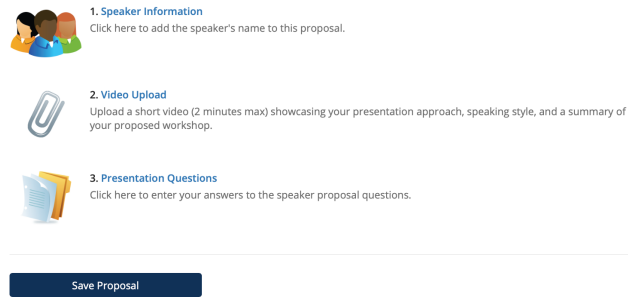 1. Speaker Information
Click here to add the speaker's name to this proposal.
2. Video Upload
Upload a short video (2 minutes max) showcasing your presentation approach, speaking style, and a summary of
your proposed workshop.
3. Presentation Questions
Click here to enter your answers to the speaker proposal questions.
Save Proposal